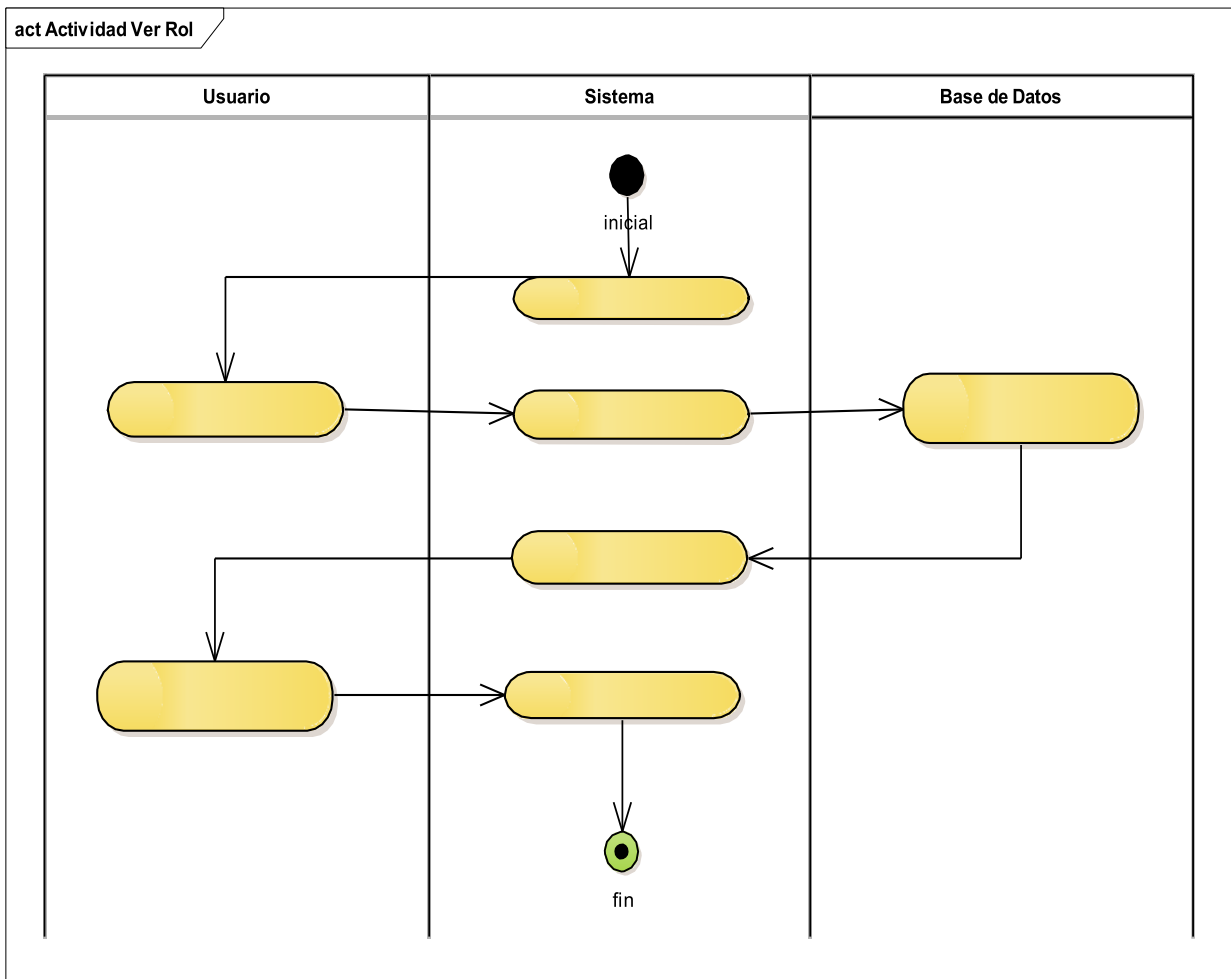 act Actividad Ver Rol
Usuario
Sistema
Base de Datos
inicial
fin